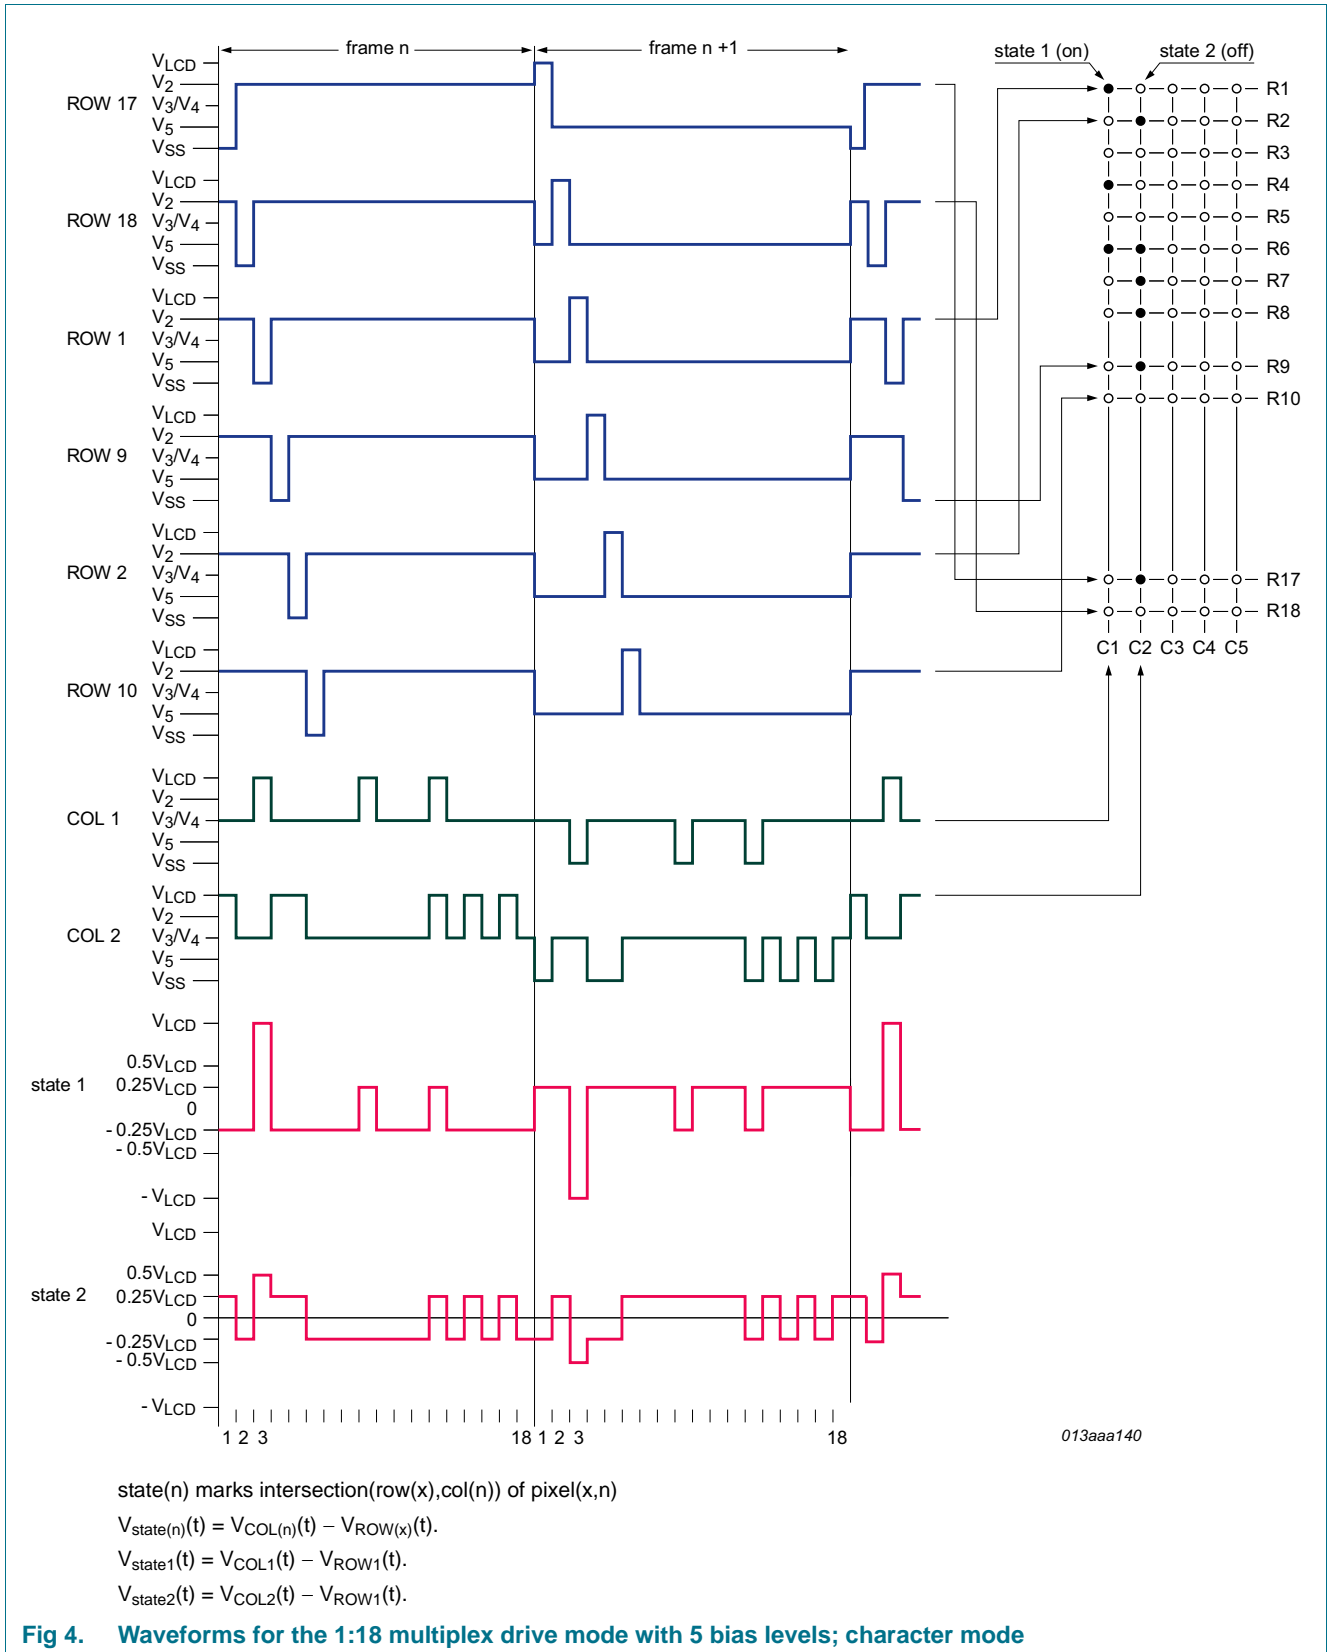 frame n
frame n +1
state 1 (on)
state 2 (off)
ROW 17
VLCD
V2
V3/V4
V5
VSS
ROW 18
VLCD
V2
V3/V4
V5
VSS
ROW 1
VLCD
V2
V3/V4
V5
VSS
ROW 9
VLCD
V2
V3/V4
V5
VSS
ROW 2
VLCD
V2
V3/V4
V5
VSS
ROW 10
VLCD
V2
V3/V4
V5
VSS
COL 1
VLCD
V2
V3/V4
V5
VSS
COL 2
VLCD
V2
V3/V4
V5
VSS
state 1
VLCD
0.5VLCD
0.25VLCD
0
- 0.25VLCD
- 0.5VLCD
- VLCD
state 2
VLCD
0.5VLCD
0.25VLCD
0
- 0.25VLCD
- 0.5VLCD
- VLCD
1 2 3 18 1 2 3 18
R1
R2
R3
R4
R5
R6
R7
R8
R9
R10
R17
R18
C1 C2 C3 C4 C5
013aaa140
state(n) marks intersection(row(x),col(n)) of pixel(x,n)
Vstate(n)(t) = VCOL(n)(t) − VROW(x)(t).
Vstate1(t) = VCOL1(t) − VROW1(t).
Vstate2(t) = VCOL2(t) − VROW1(t).
Fig 4. Waveforms for the 1:18 multiplex drive mode with 5 bias levels; character mode